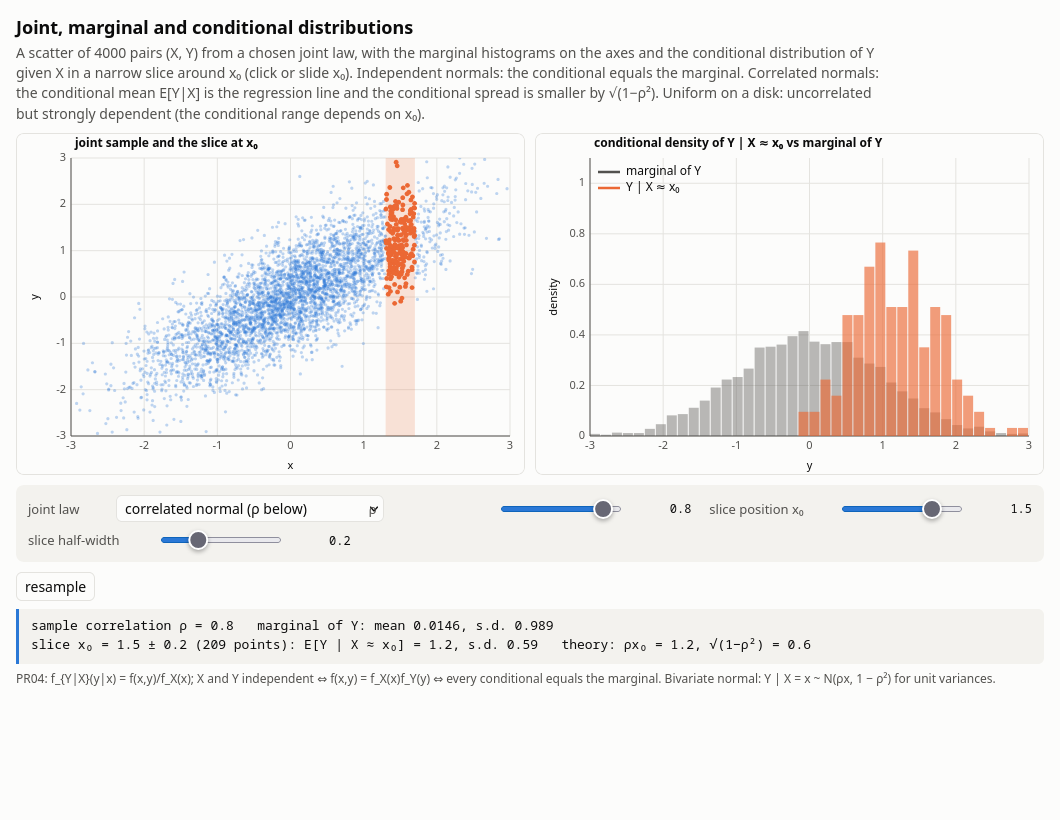 Joint, marginal and conditional distributions
A scatter of 4000 pairs (X, Y) from a chosen joint law, with the marginal histograms on the axes and the conditional distribution of Y
given X in a narrow slice around x₀ (click or slide x₀). Independent normals: the conditional equals the marginal. Correlated normals:
the conditional mean E[Y|X] is the regression line and the conditional spread is smaller by √(1−ρ²). Uniform on a disk: uncorrelated
but strongly dependent (the conditional range depends on x₀).
joint sample and the slice at x₀
3
2
1
0
-1
-2
-3
y
-3 -2 -1 0 1 2 3
x
conditional density of Y | X ≈ x₀ vs marginal of Y
marginal of Y
Y | X ≈ x₀
1
0.8
0.6
0.4
0.2
0
density
-3 -2 -1 0 1 2 3
y
joint law correlated normal (ρ below) ρ 0.8 slice position x₀ 1.5
slice half-width 0.2
resample
sample correlation ρ = 0.8 marginal of Y: mean 0.0146, s.d. 0.989
slice x₀ = 1.5 ± 0.2 (209 points): E[Y | X ≈ x₀] = 1.2, s.d. 0.59 theory: ρx₀ = 1.2, √(1−ρ²) = 0.6
PR04: f_{Y|X}(y|x) = f(x,y)/f_X(x); X and Y independent ⇔ f(x,y) = f_X(x)f_Y(y) ⇔ every conditional equals the marginal. Bivariate normal: Y | X = x ~ N(ρx, 1 − ρ²) for unit variances.